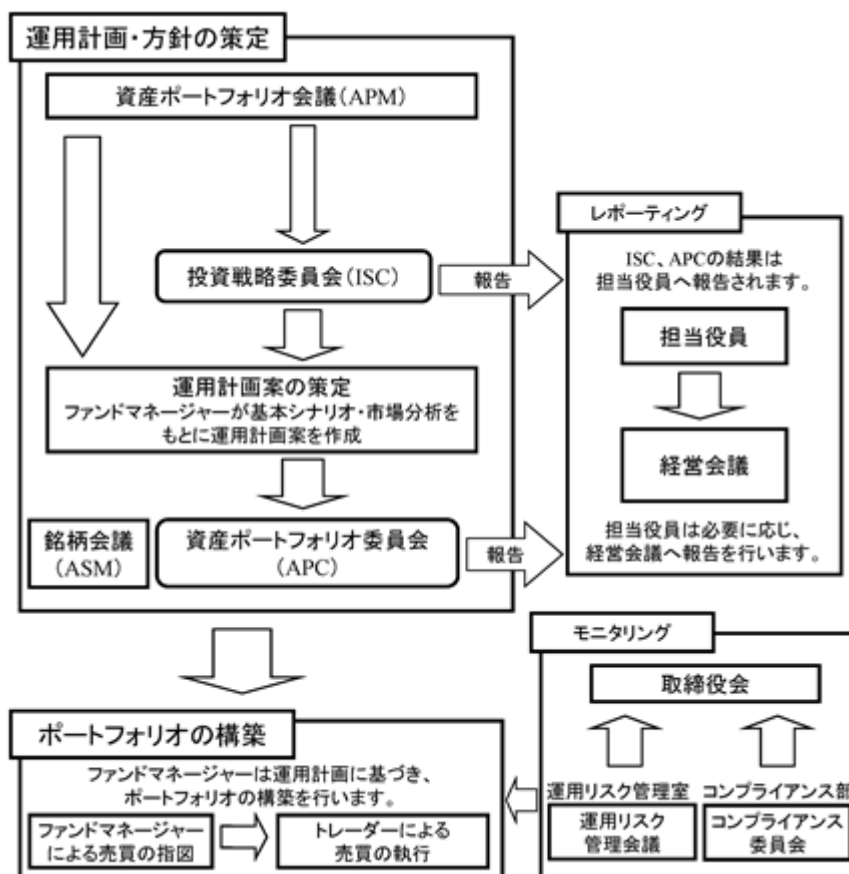 運用計画・方針の策定
資産ポートフォリオ会議(APM)
投資戦略委員会(ISC)
報告
運用計画案の策定
ファンドマネージャーが基本シナリオ・市場分析を
もとに運用計画案を作成
銘柄会議
(ASM)
資産ポートフォリオ委員会
(APC)
報告
レポーティング
ISC、APCの結果は
担当役員へ報告されます。
担当役員
経営会議
担当役員は必要に応じ、
経営会議へ報告を行います。
モニタリング
取締役会
運用リスク管理室
コンプライアンス部
運用リスク
管理会議
コンプライアンス
委員会
ポートフォリオの構築
ファンドマネージャーは運用計画に基づき、
ポートフォリオの構築を行います。
ファンドマネージャー
による売買の指図
トレーダーによる
売買の執行